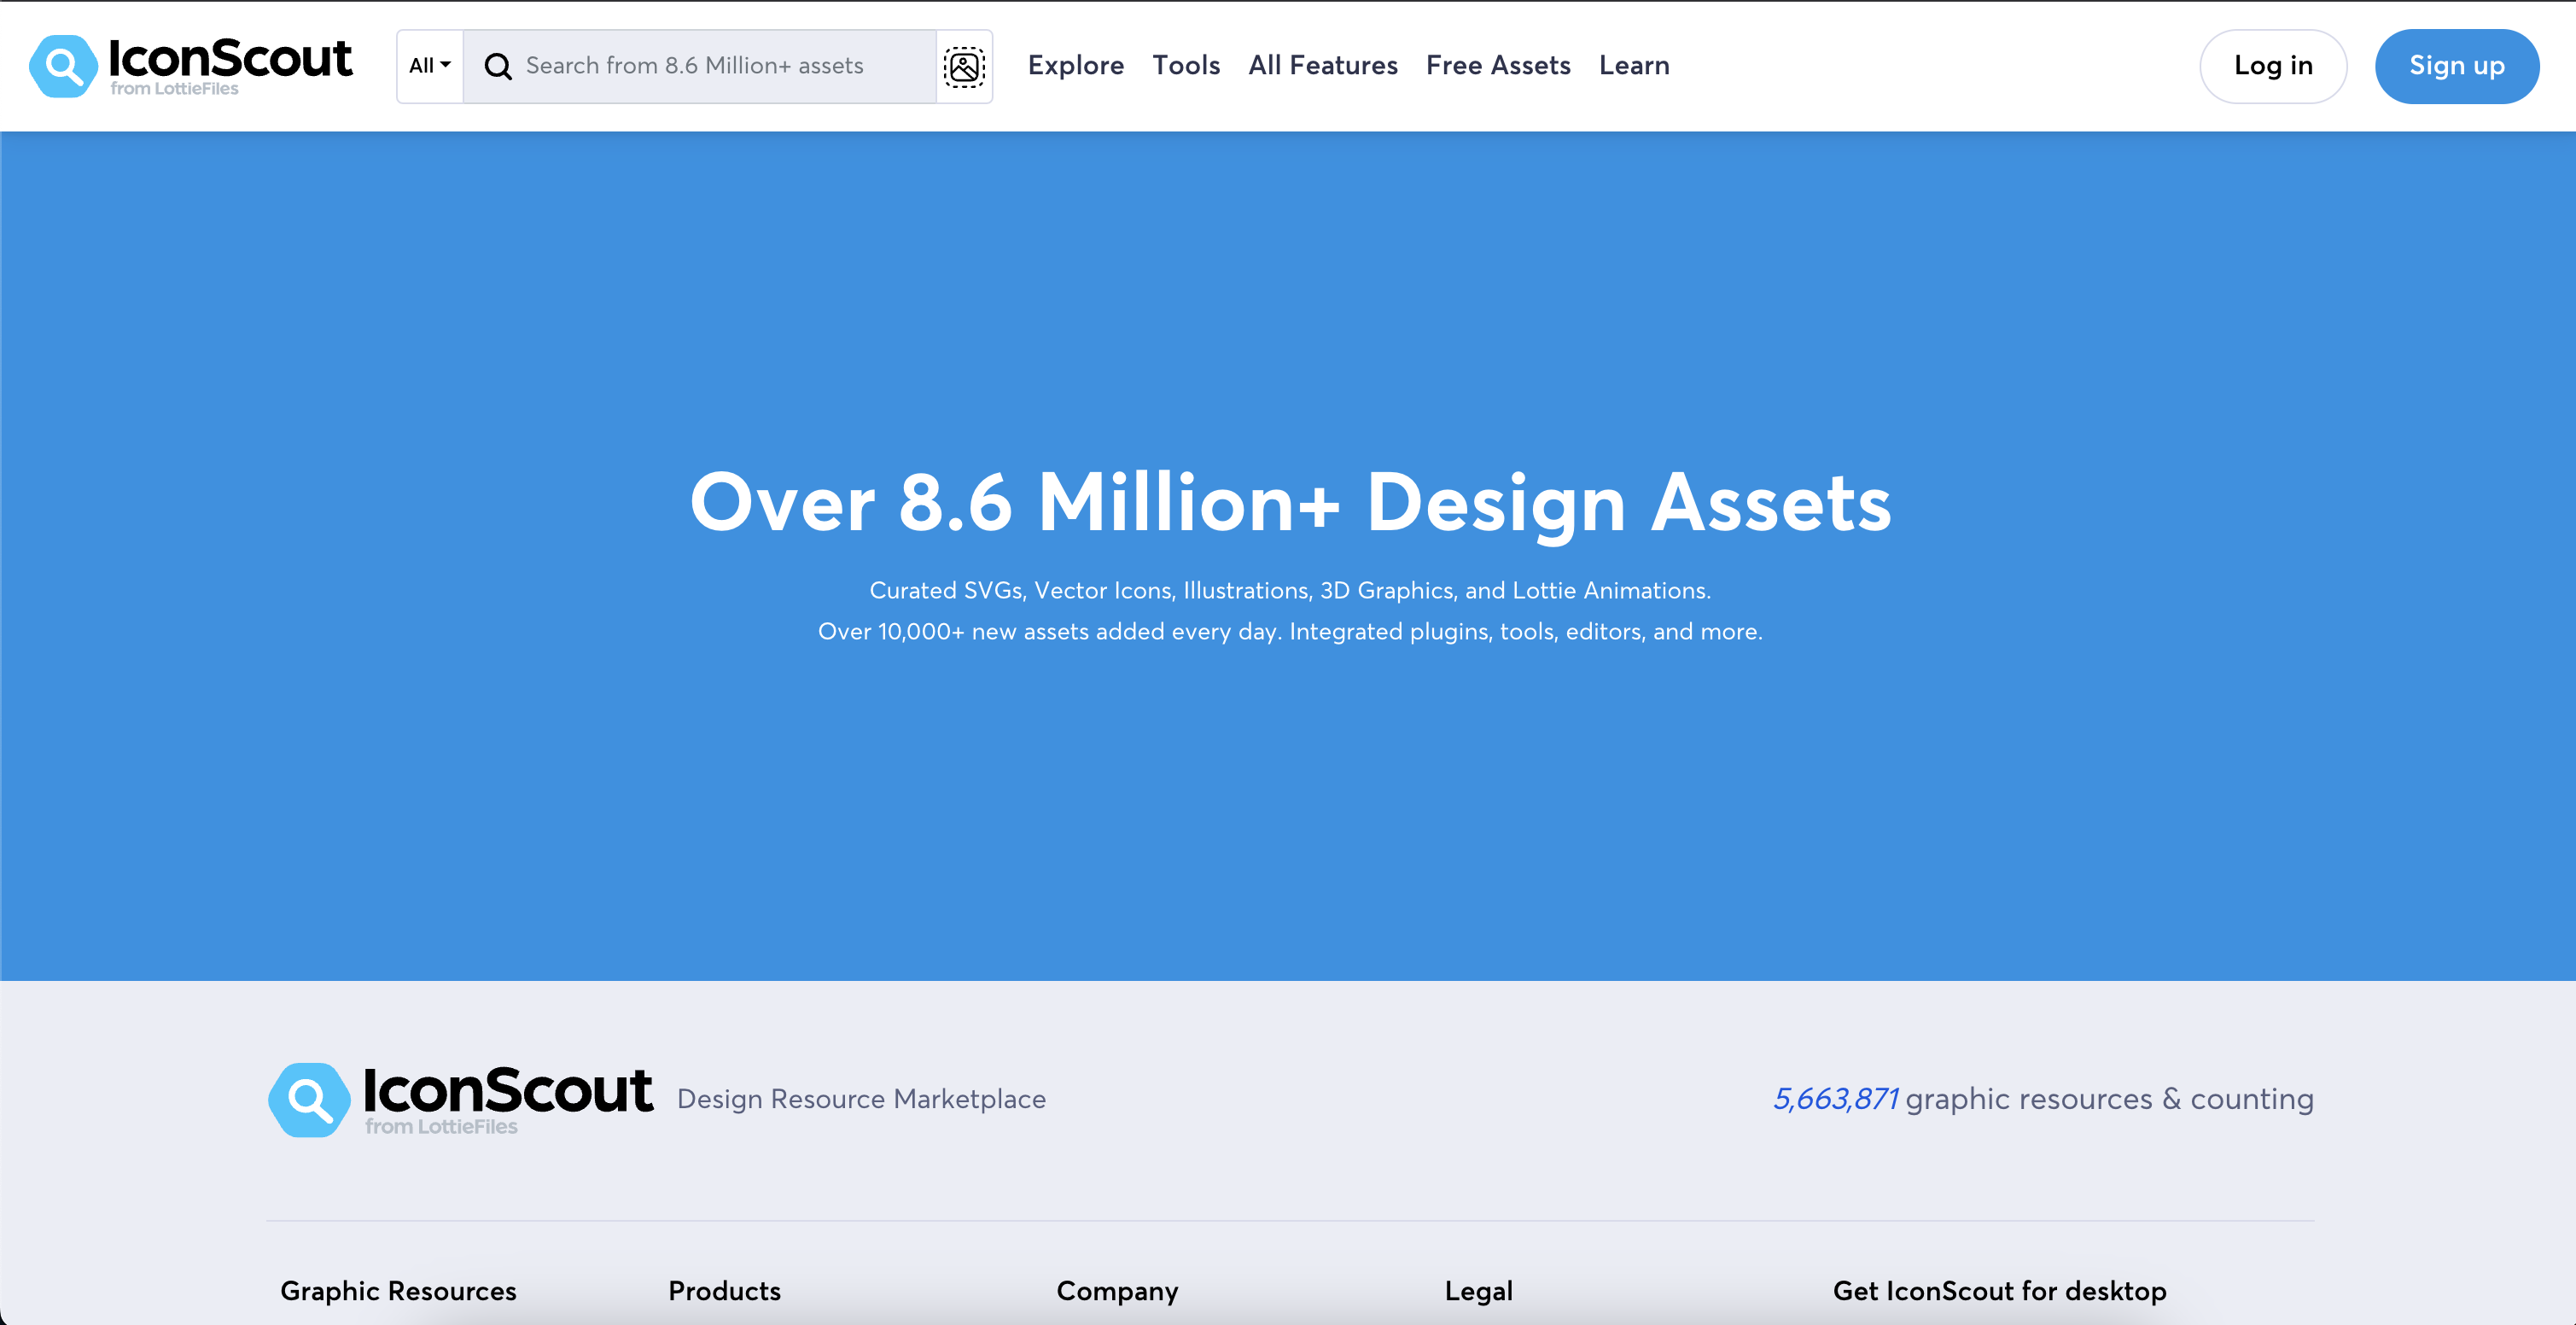 IconScout
from LottieFiles
All
Search from 8.6 Million+ assets
Explore
Tools
All Features
Free Assets
Learn
Log in
Sign up
Over 8.6 Million+ Design Assets
Curated SVGs, Vector Icons, Illustrations, 3D Graphics, and Lottie Animations.
Over 10,000+ new assets added every day. Integrated plugins, tools, editors, and more.
IconScout
from LottieFiles
Design Resource Marketplace
5,663,871 graphic resources & counting
Graphic Resources
Products
Company
Legal
Get IconScout for desktop